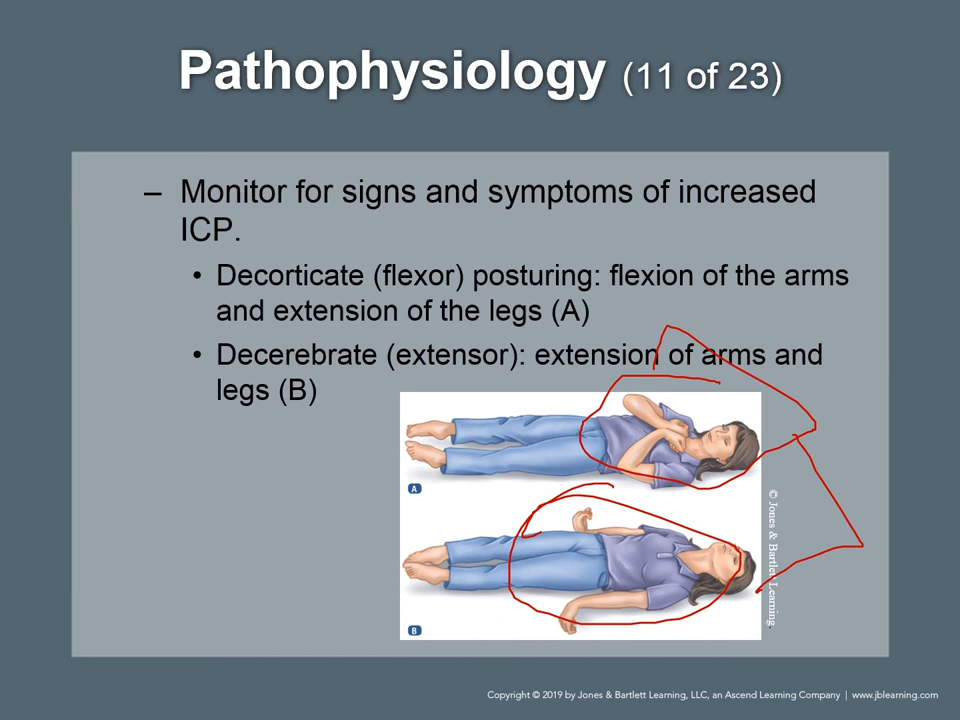 Pathophysiology (11 of 23)
– Monitor for signs and symptoms of increased
ICP.
• Decorticate (flexor) posturing: flexion of the arms
and extension of the legs (A)
• Decerebrate (extensor): extension of arms and
legs (B)
A
B
© Jones & Bartlett Learning.
Copyright © 2019 by Jones & Bartlett Learning, LLC, an Ascend Learning Company | www.jblearning.com